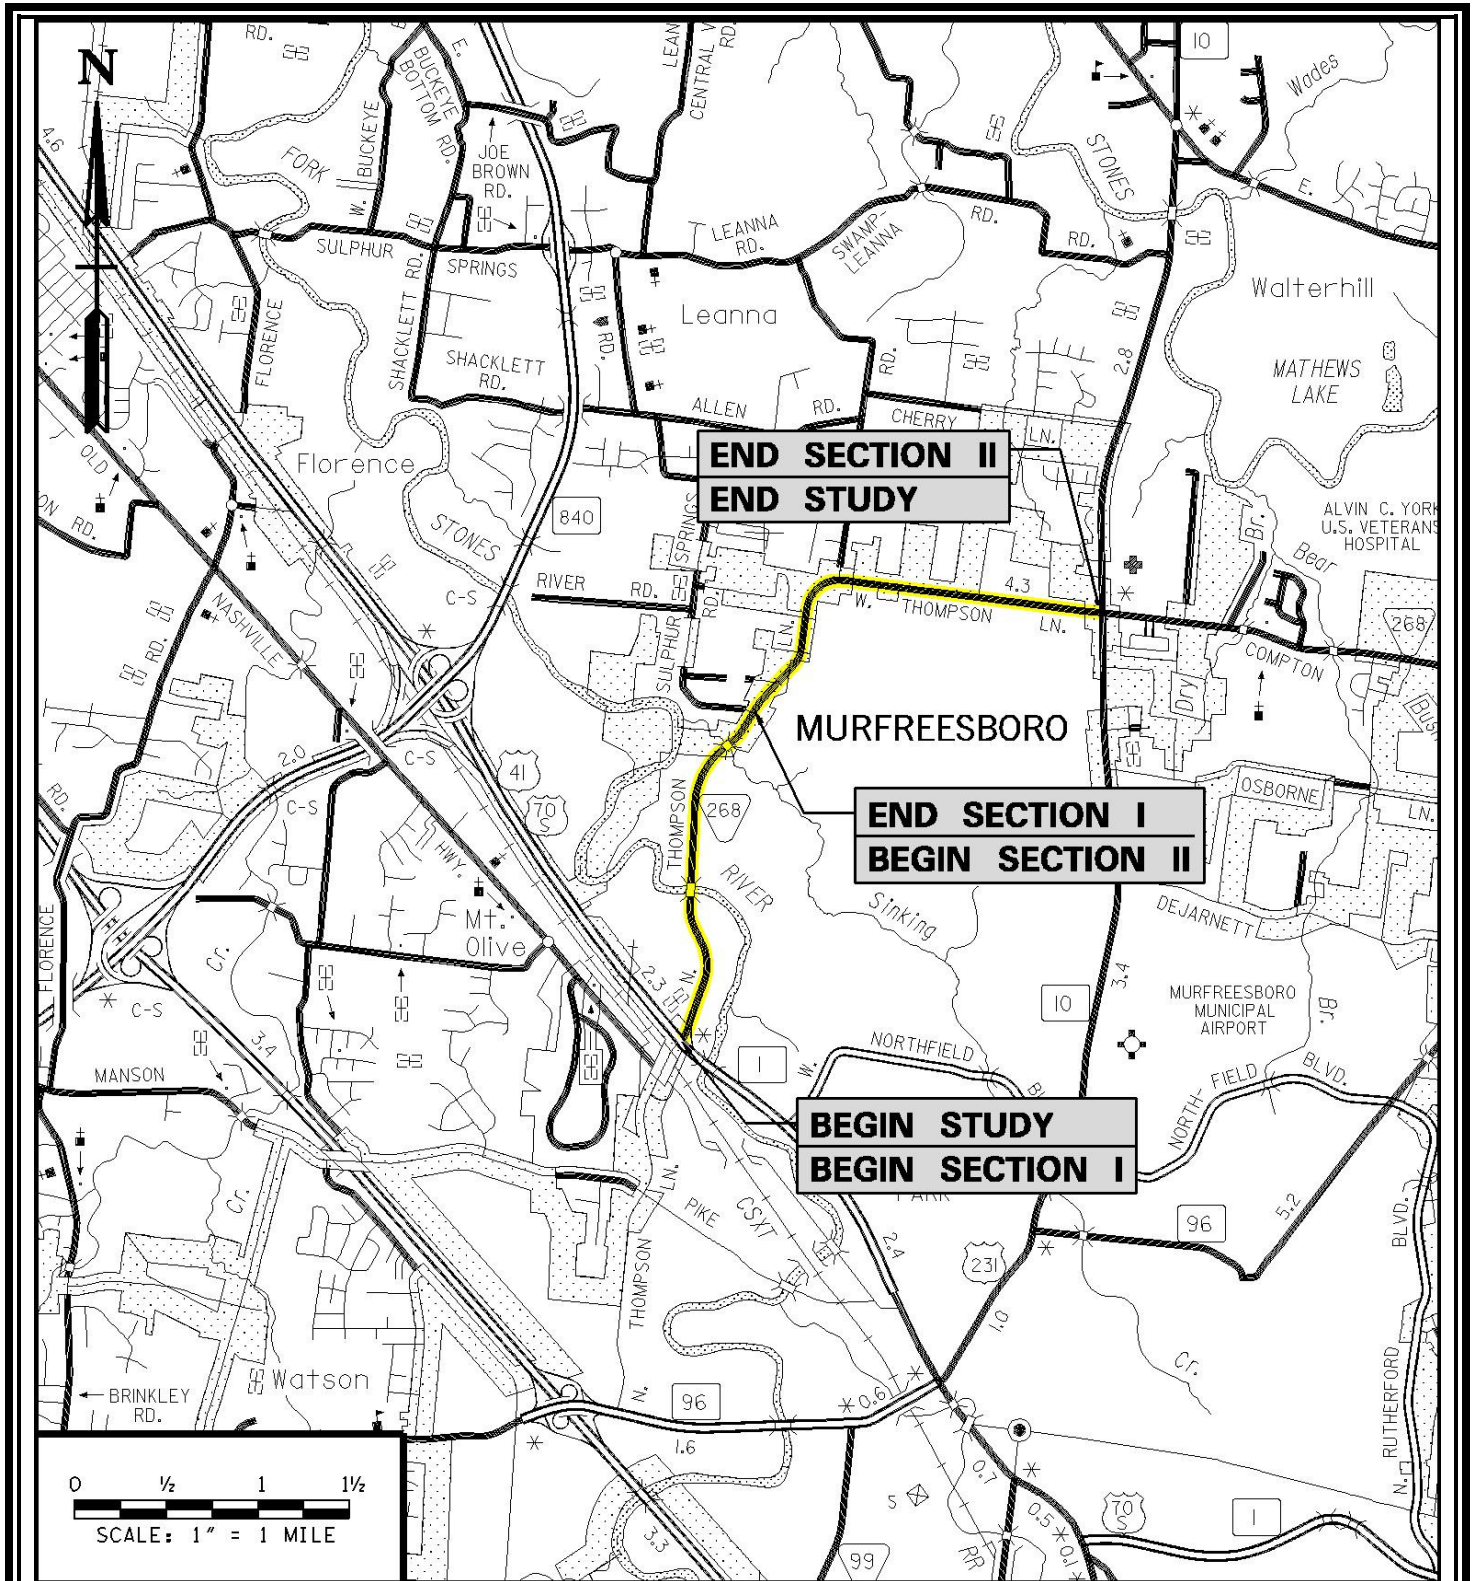 N
4.6
RD.
W. BUCKEYE
BUCKEYE
BOTTOM RD.
E.
JOE
BROWN
RD.
LEAN
CENTRAL V
RD.
10
Wades
E.
STONES
FORK
SULPHUR
SPRINGS
LEANNA
RD.
SWAMP-
LEANNA
RD.
RD.
Walterhill
FLORENCE
SHACKLETT RD.
Leanna
RD.
SHACKLETT
RD.
ALLEN
RD.
RD.
CHERRY
LN.
2.8
MATHEWS
LAKE
OLD
Florence
ON RD.
840
STONES
END SECTION II
END STUDY
SPRINGS
ALVIN C. YORK
U.S. VETERANS
HOSPITAL
Br.
Bear
RIVER
RD.
RD.
C-S
4.3
W. THOMPSON
LN.
LN.
268
NASHVILLE
RD.
SULPHUR
COMPTON
Dry
MURFREESBORO
2.0
C-S
C-S
41
70
S
THOMPSON
268
OSBORNE
LN.
END SECTION I
BEGIN SECTION II
RD.
HWY.
RIVER
Sinking
DEJARNETT
Mt.
Olive
FLORENCE
Cr.
C-S
2.3
N.
10
3.4
MURFREESBORO
MUNICIPAL
AIRPORT
Br.
3.4
MANSON
1
W.
NORTHFIELD
NORTH-
FIELD
BLVD.
BEGIN STUDY
BEGIN SECTION I
PARK
LN.
PIKE
CSXT
Cr.
96
5.2
BLVD.
THOMPSON
2.4
231
1.0
Cr.
Watson
BRINKLEY
RD.
N.
96
0.6
1.6
N. RUTHERFORD
0
½
1
1½
SCALE: 1" = 1 MILE
0.7
S
70
S
1
0.5
0.1
3.3
99
RR